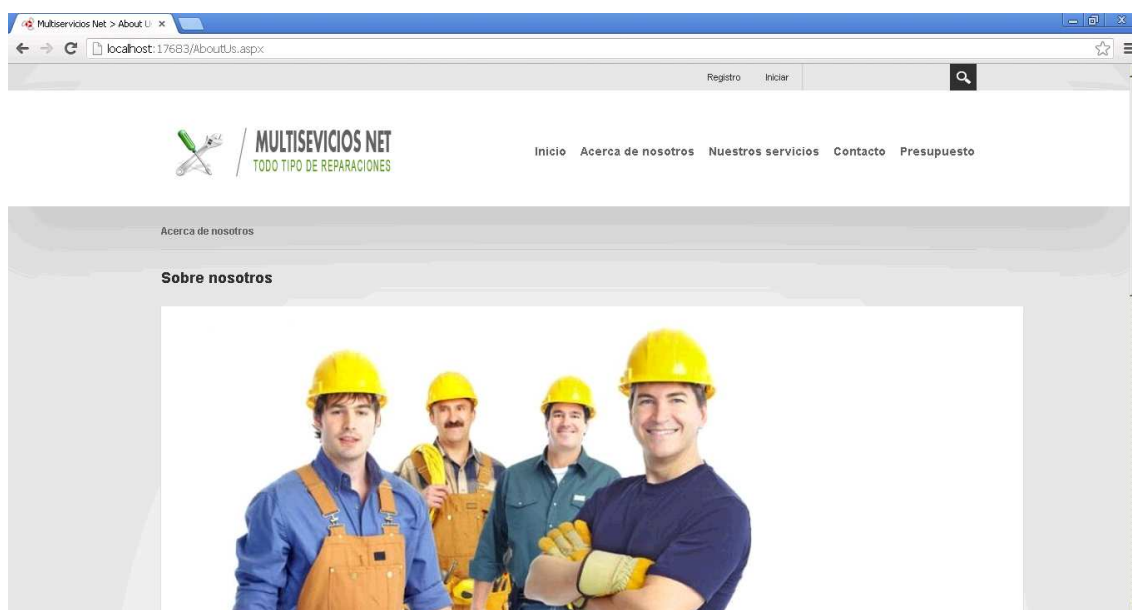 Multiservicios Net > About U
localhost:17683/AboutUs.aspx
Registro Iniciar
MULTISEVICIOS NET
TODO TIPO DE REPARACIONES
Inicio Acerca de nosotros Nuestros servicios Contacto Presupuesto
Acerca de nosotros
Sobre nosotros